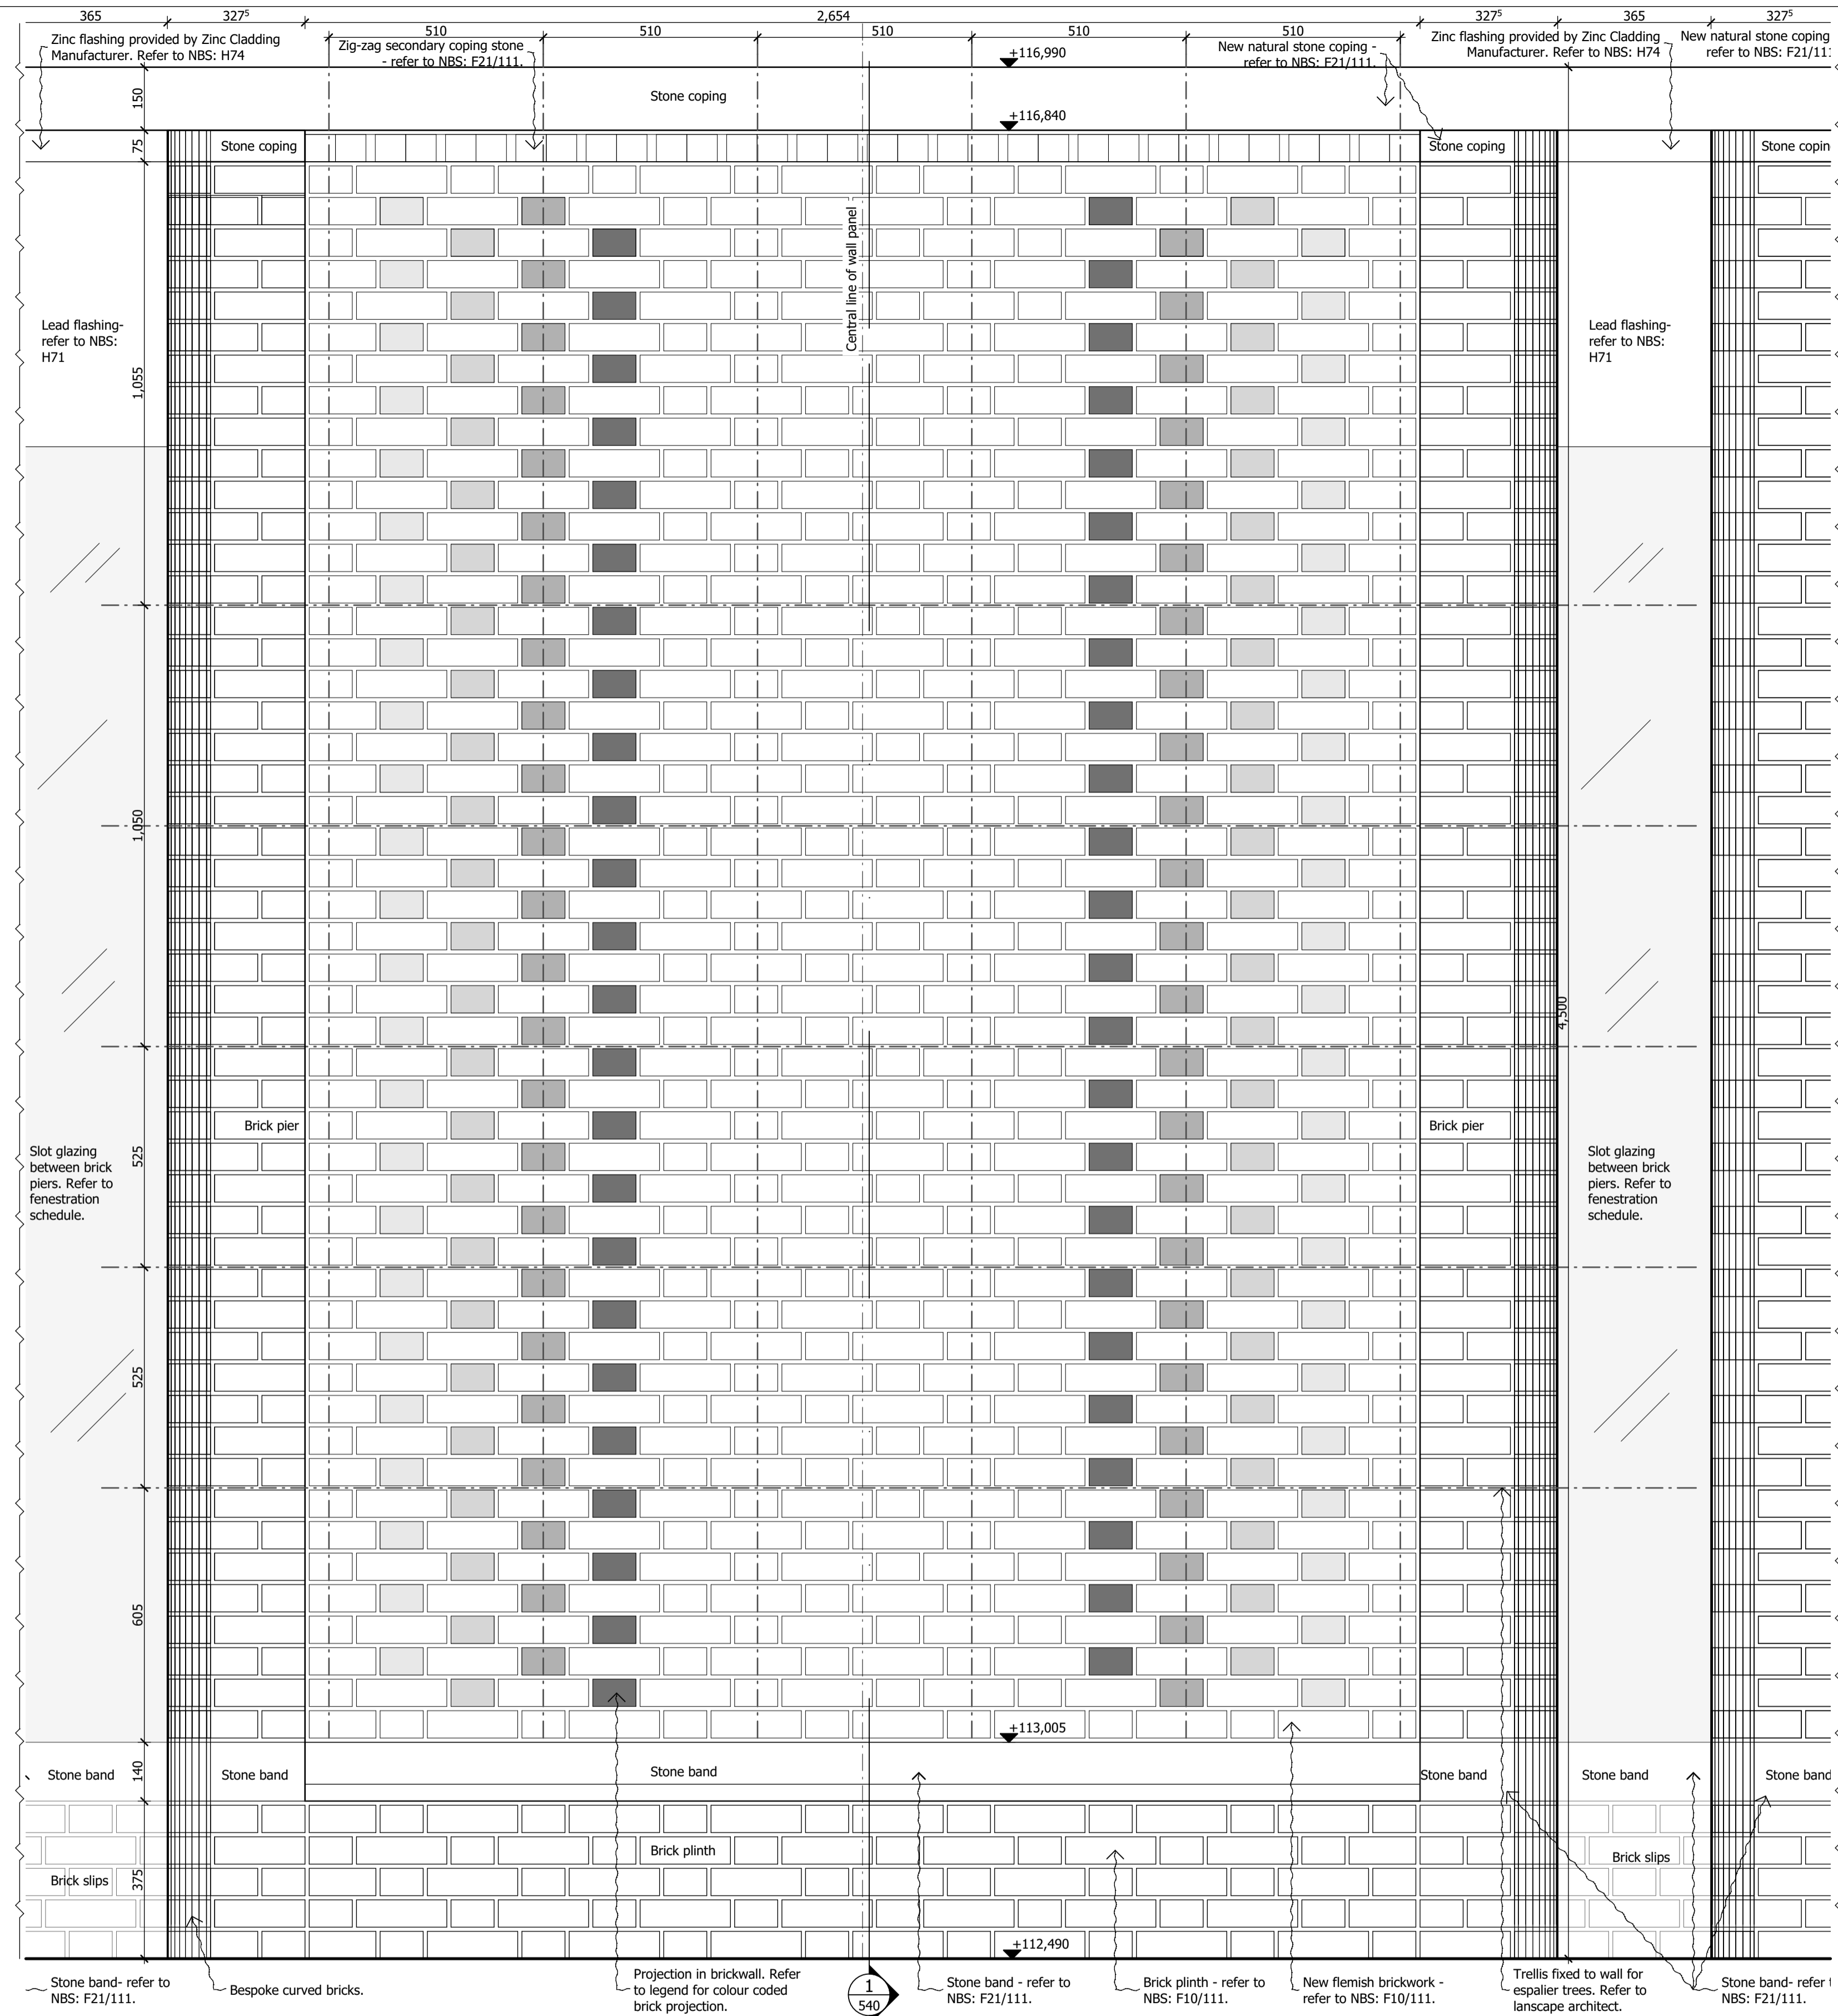 365
327⁵
2,654
327⁵
365
327⁵
510
510
510
510
510
Zinc flashing provided by Zinc Cladding
Manufacturer. Refer to NBS: H74
Zig-zag secondary coping stone
- refer to NBS: F21/111.
+116,990
New natural stone coping -
refer to NBS: F21/111.
Zinc flashing provided by Zinc Cladding
Manufacturer. Refer to NBS: H74
New natural stone coping
refer to NBS: F21/11
150
Stone coping
+116,840
75
Stone coping
Stone coping
Stone copin
Central line of wall panel
Lead flashing-
refer to NBS:
H71
1,055
Lead flashing-
refer to NBS:
H71
1,050
4,500
Brick pier
Brick pier
Slot glazing
between brick
piers. Refer to
fenestration
schedule.
525
Slot glazing
between brick
piers. Refer to
fenestration
schedule.
525
605
+113,005
Stone band
140
Stone band
Stone band
Stone band
Stone band
Stone band
Brick plinth
Brick slips
Brick slips
375
+112,490
Stone band- refer to
NBS: F21/111.
Bespoke curved bricks.
Projection in brickwall. Refer
to legend for colour coded
brick projection.
1
540
Stone band - refer to
NBS: F21/111.
Brick plinth - refer to
NBS: F10/111.
New flemish brickwork -
refer to NBS: F10/111.
Trellis fixed to wall for
espalier trees. Refer to
lanscape architect.
Stone band- refer t
NBS: F21/111.